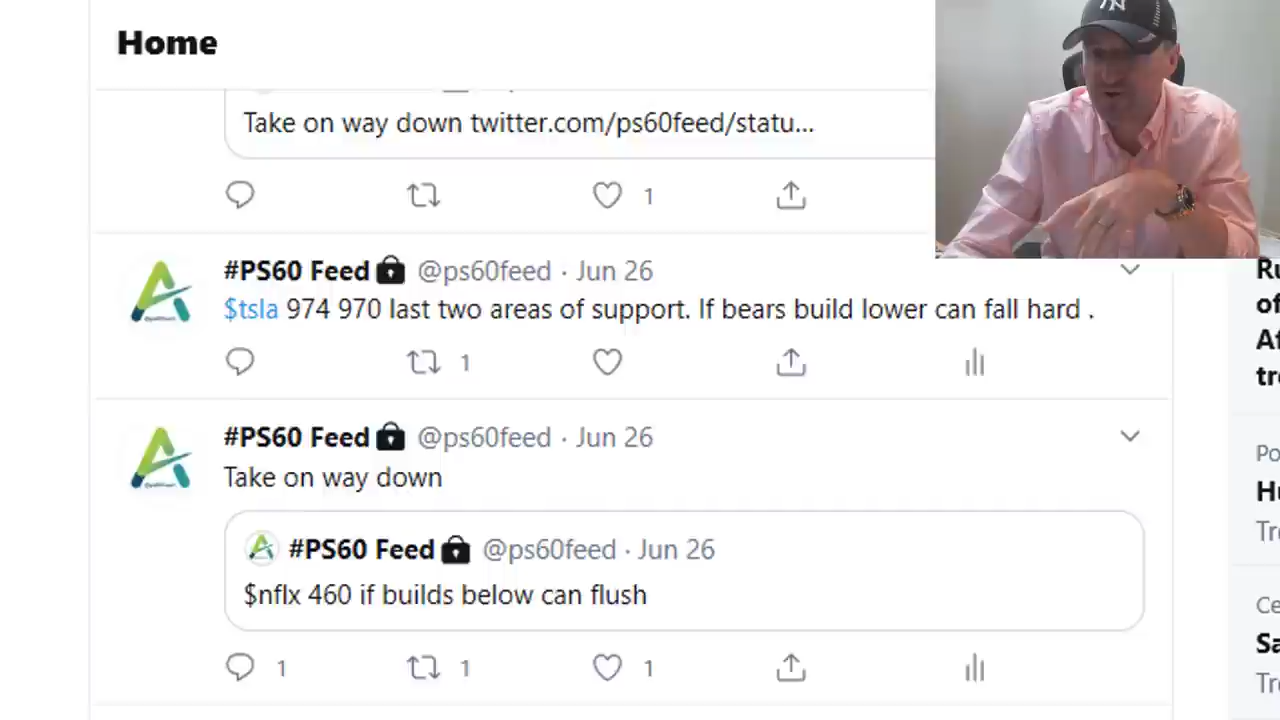 Home
Take on way down twitter.com/ps60feed/statu...
1
#PS60 Feed @ps60feed · Jun 26
$tsla 974 970 last two areas of support. If bears build lower can fall hard .
1
#PS60 Feed @ps60feed · Jun 26
Take on way down
#PS60 Feed @ps60feed · Jun 26
$nflx 460 if builds below can flush
1 1 1